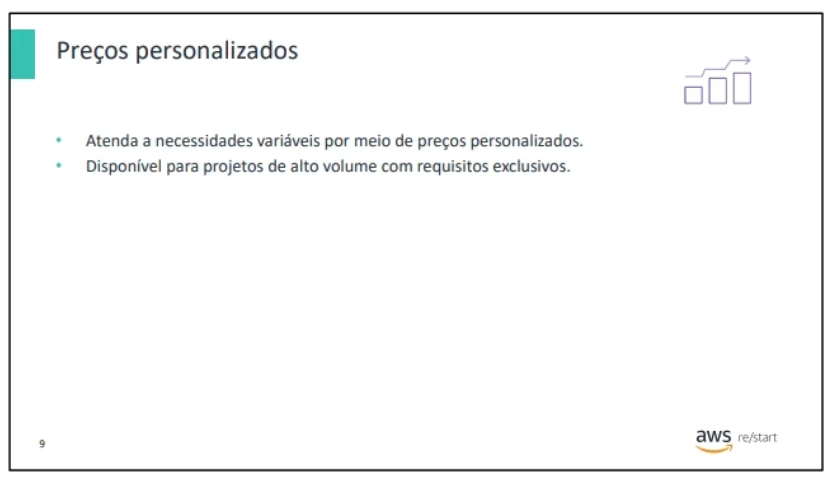 Preços personalizados
• Atenda a necessidades variáveis por meio de preços personalizados.
• Disponível para projetos de alto volume com requisitos exclusivos.
9
aws re/start